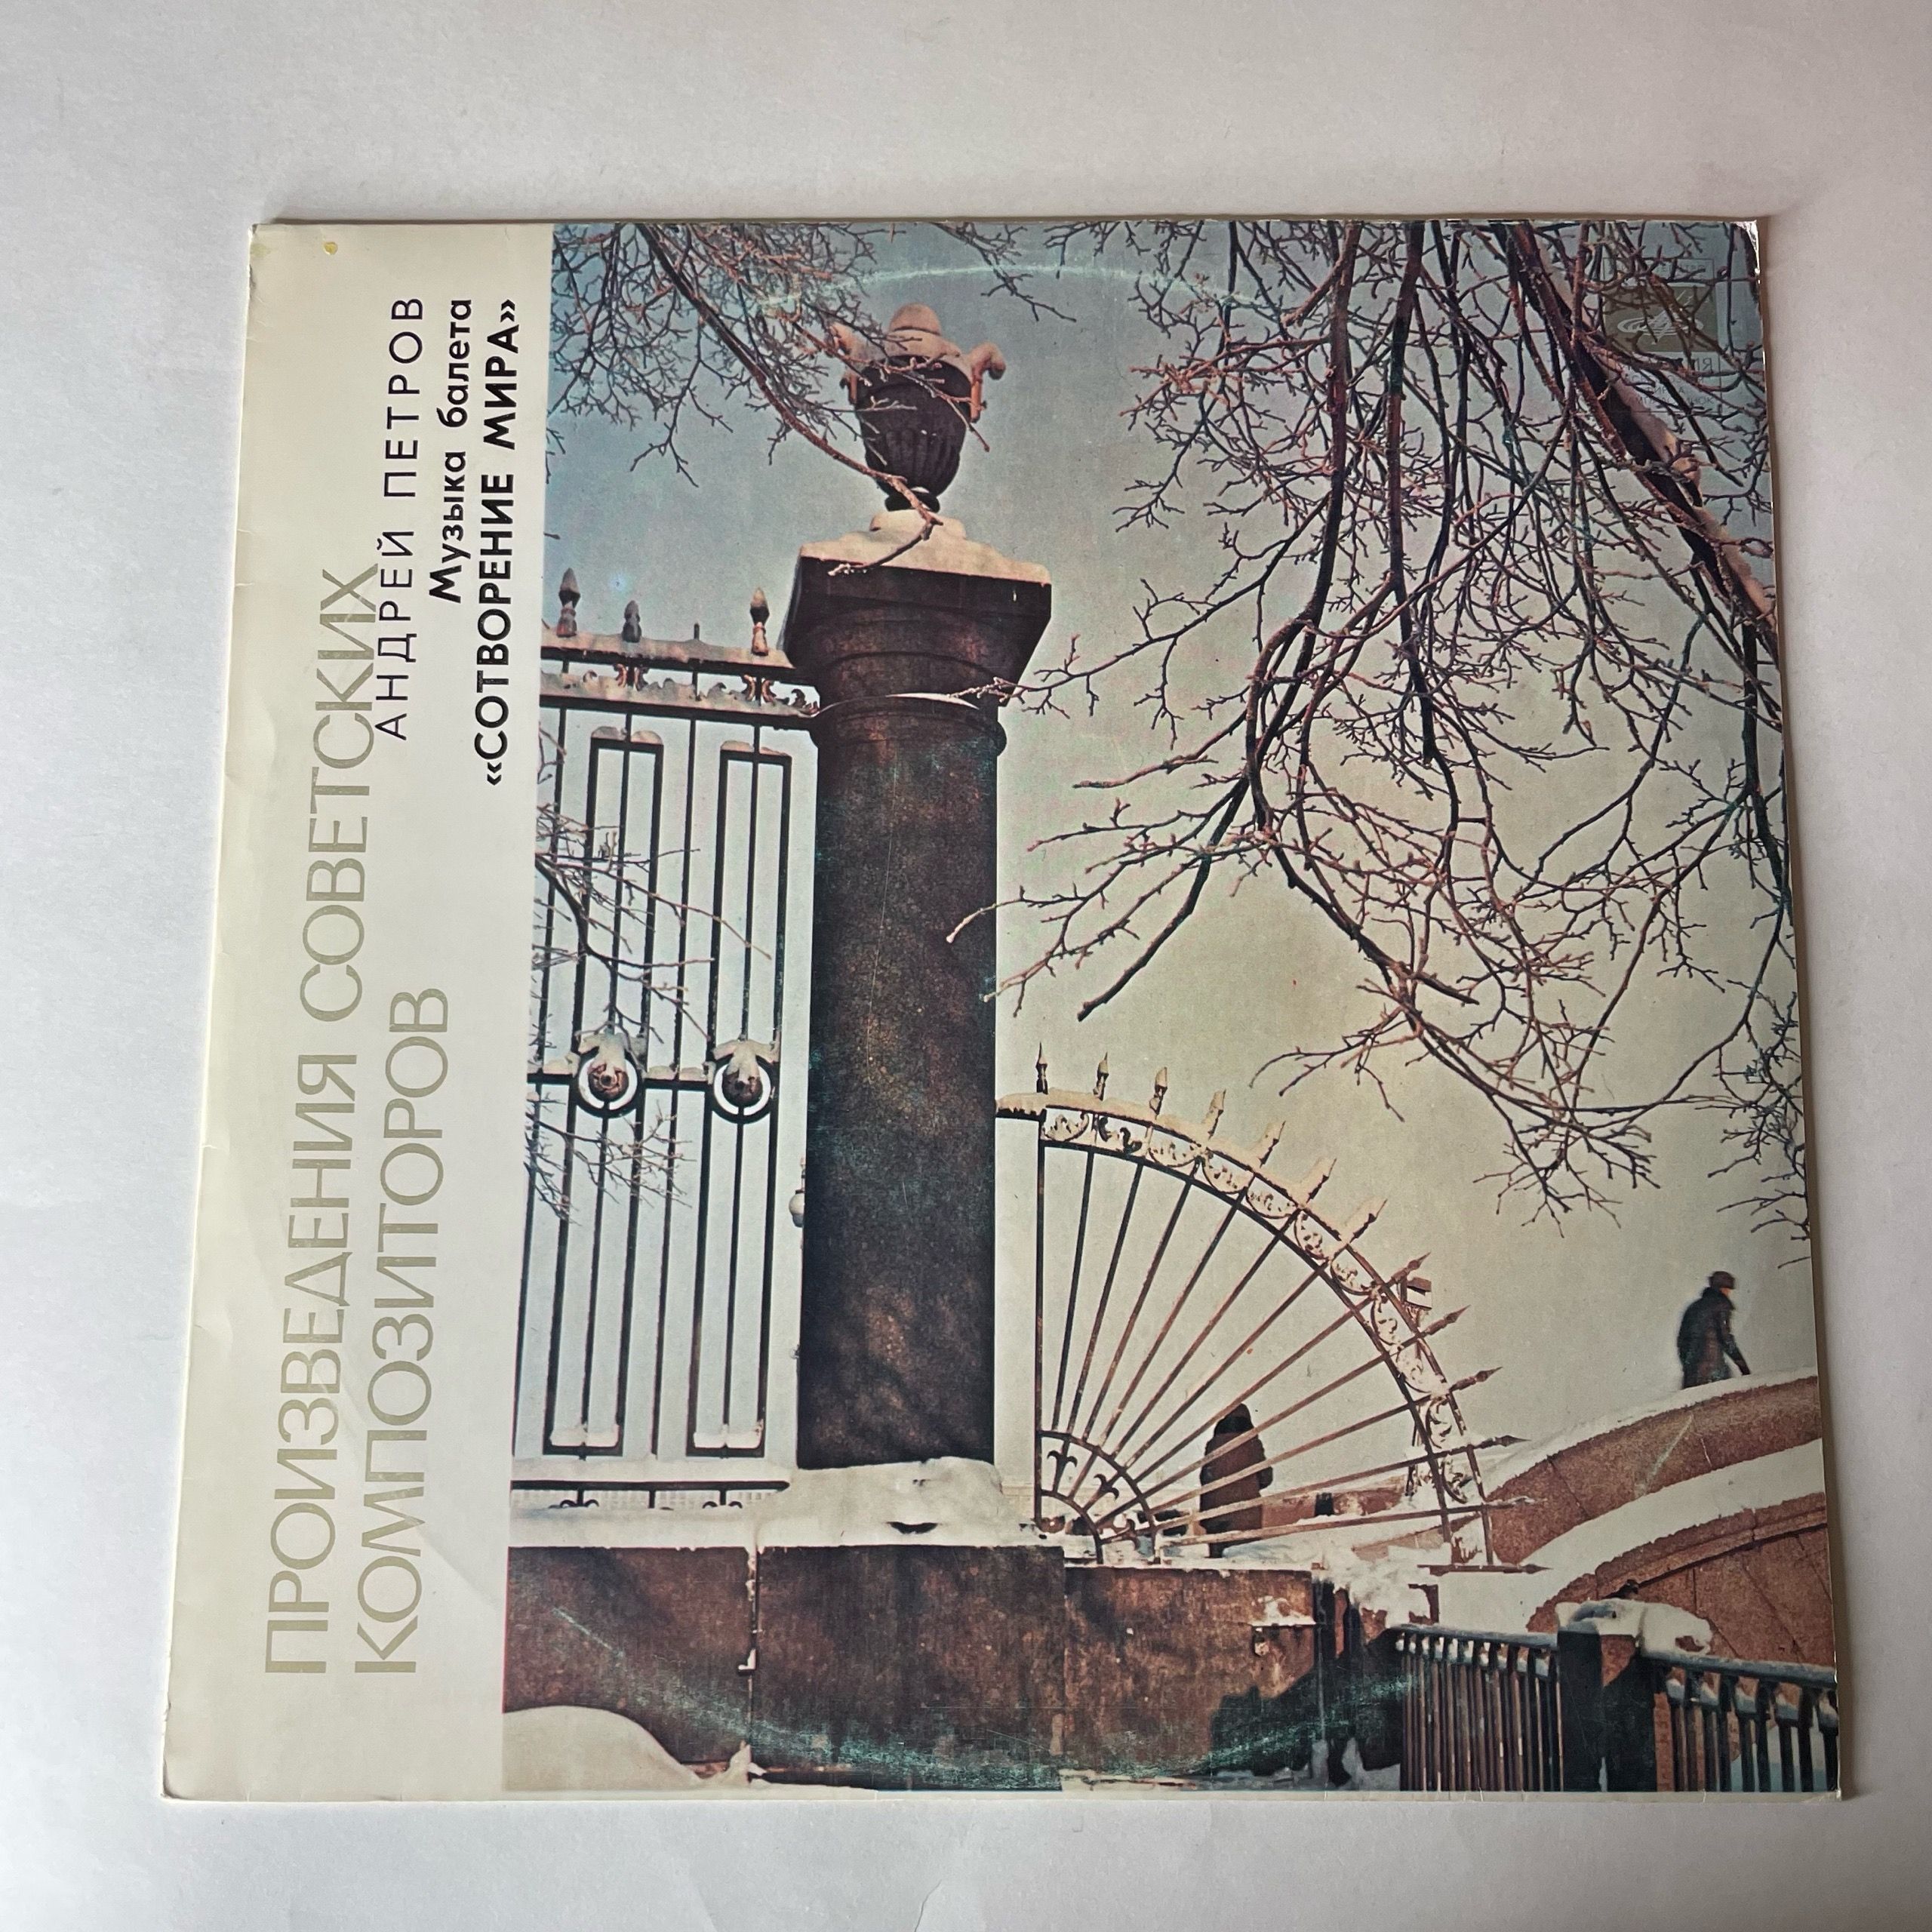 ПРОИЗВЕДЕНИЯ СОВЕТСКИХ
КОМПОЗИТОРОВ
АНДРЕЙ ПЕТРОВ
Музыка балета
«СОТВОРЕНИЕ МИРА»